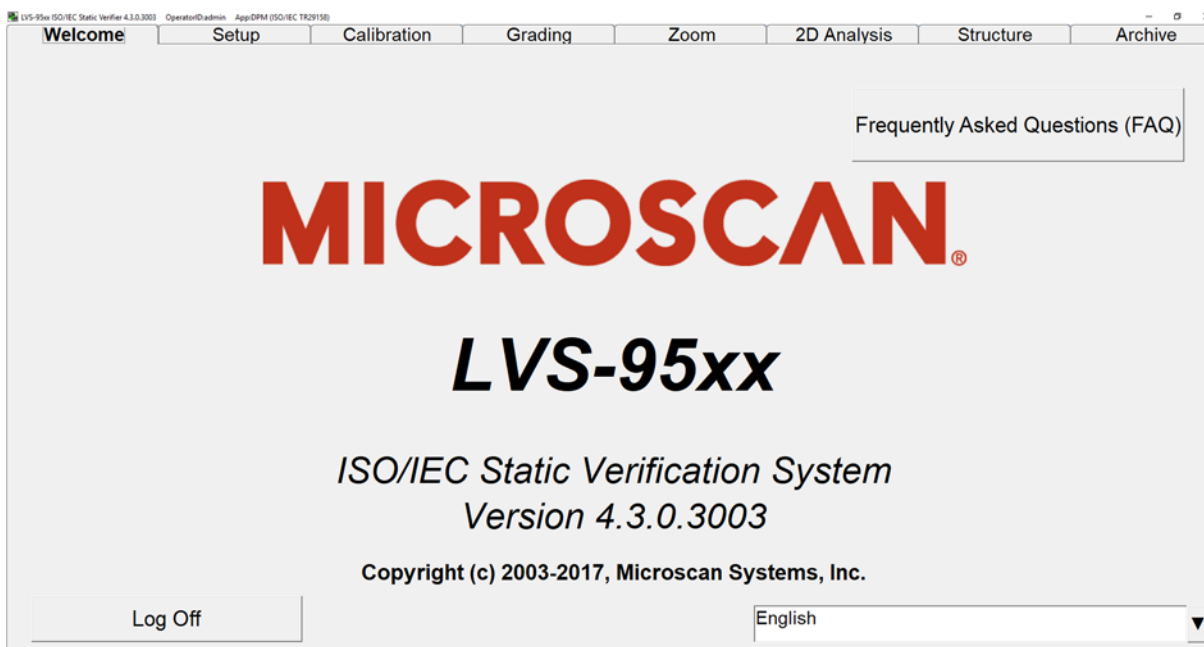 LVS-95xx ISO/IEC Static Verifier 4.3.0.3003 OperatorID:admin App:DPM (ISO/IEC TR29158)
Welcome Setup Calibration Grading Zoom 2D Analysis Structure Archive
Frequently Asked Questions (FAQ)
MICROSCAN®
LVS-95xx
ISO/IEC Static Verification System
Version 4.3.0.3003
Copyright (c) 2003-2017, Microscan Systems, Inc.
Log Off
English